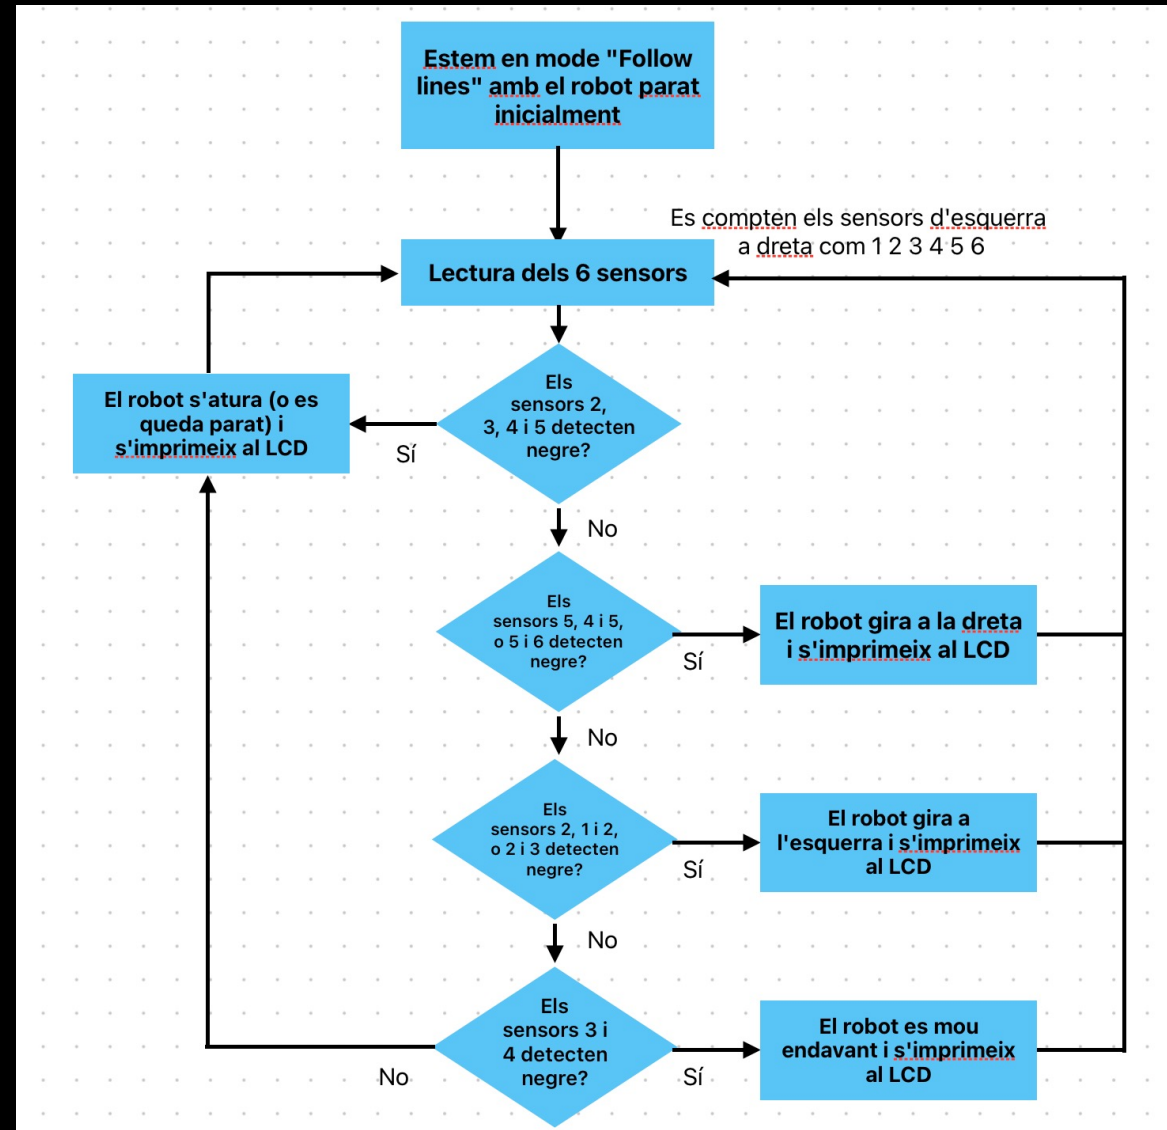 Estem en mode "Follow
lines" amb el robot parat
inicialment
Es compten els sensors d'esquerra
a dreta com 1 2 3 4 5 6
Lectura dels 6 sensors
Els
sensors 2,
3, 4 i 5 detecten
negre?
Sí
El robot s'atura (o es
queda parat) i
s'imprimeix al LCD
No
Els
sensors 5, 4 i 5,
o 5 i 6 detecten
negre?
Sí
El robot gira a la dreta
i s'imprimeix al LCD
No
Els
sensors 2, 1 i 2,
o 2 i 3 detecten
negre?
Sí
El robot gira a
l'esquerra i s'imprimeix
al LCD
No
Els
sensors 3 i
4 detecten
negre?
No
Sí
El robot es mou
endavant i s'imprimeix
al LCD